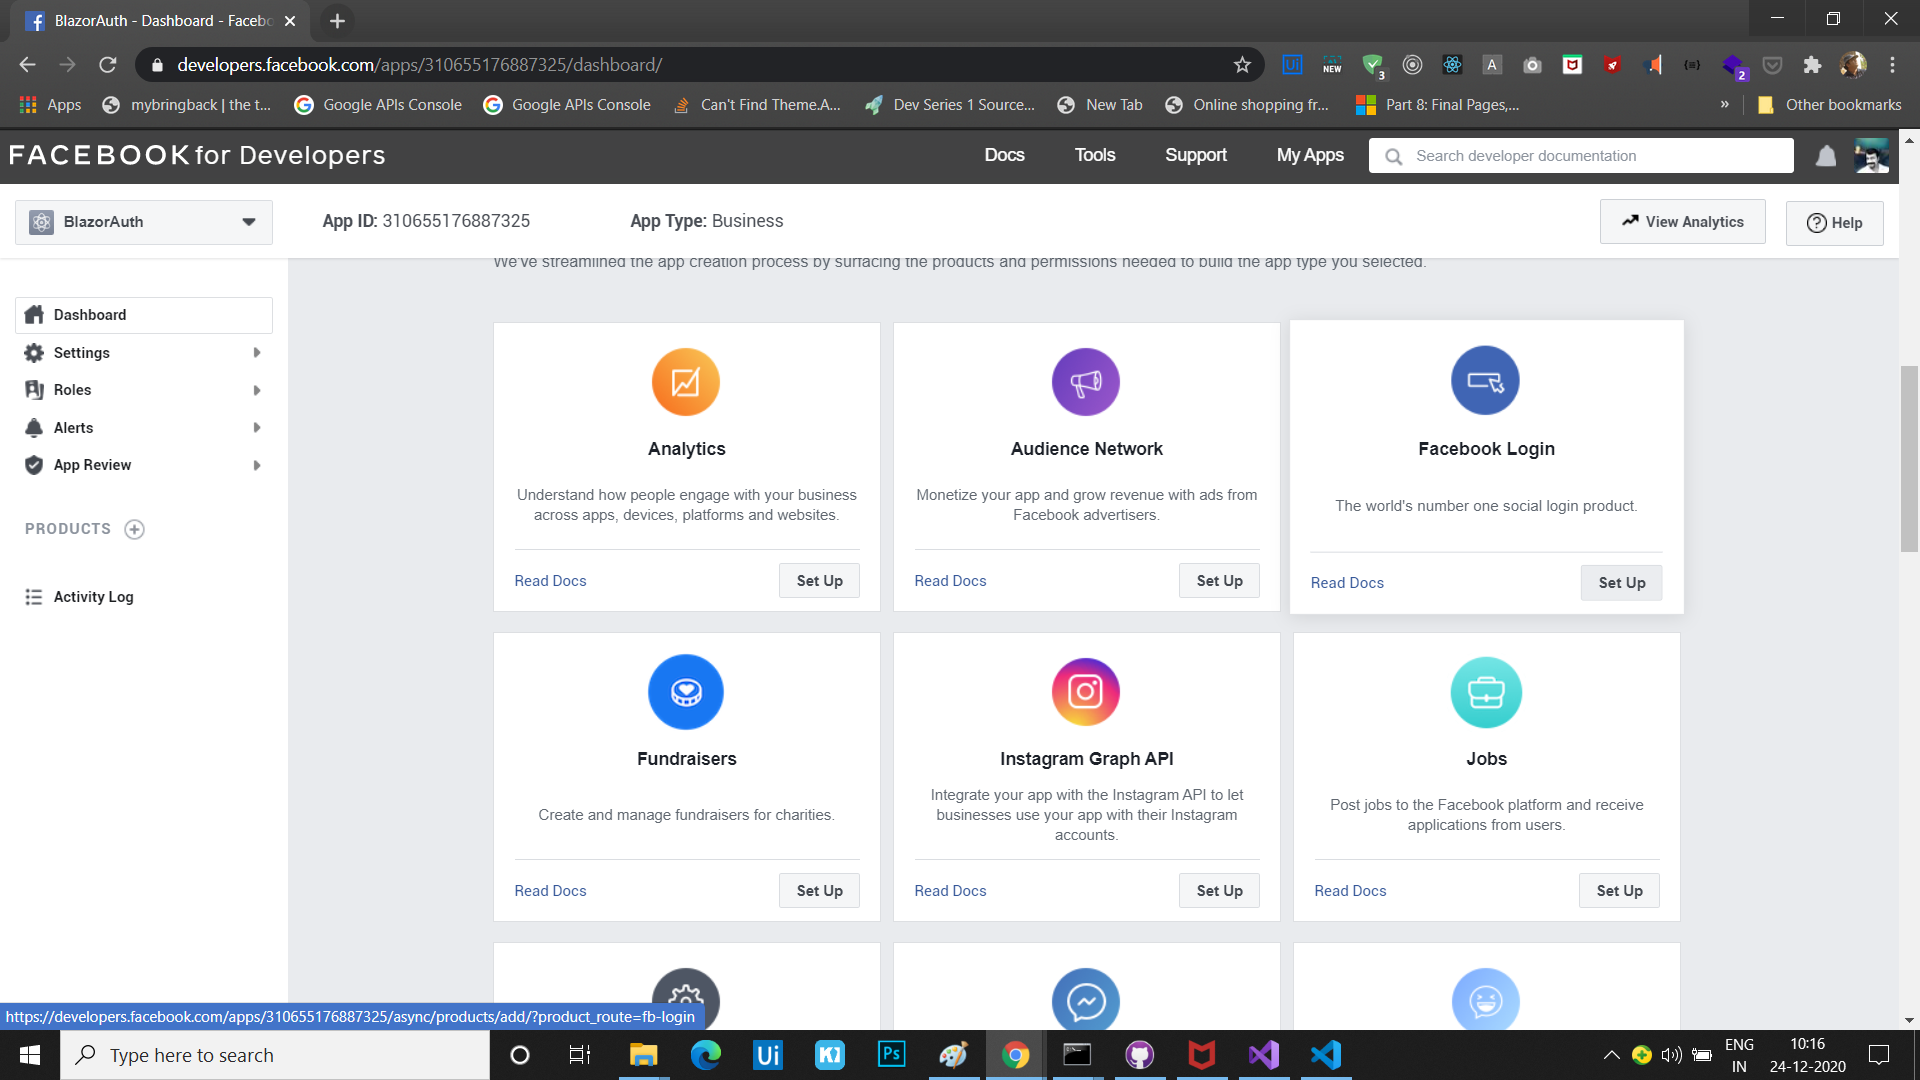 BlazorAuth - Dashboard - Facebo
developers.facebook.com/apps/310655176887325/dashboard/
Apps
mybringback | the t...
Google APIs Console
Google APIs Console
Can't Find Theme.A...
Dev Series 1 Source...
New Tab
Online shopping fr...
Part 8: Final Pages,...
»
Other bookmarks
FACEBOOK for Developers
Docs
Tools
Support
My Apps
Search developer documentation
BlazorAuth
App ID: 310655176887325
App Type: Business
View Analytics
Help
We've streamlined the app creation process by surfacing the products and permissions needed to build the app type you selected.
Dashboard
Settings
Roles
Alerts
App Review
PRODUCTS
Activity Log
Analytics
Understand how people engage with your business
across apps, devices, platforms and websites.
Read Docs
Set Up
Audience Network
Monetize your app and grow revenue with ads from
Facebook advertisers.
Read Docs
Set Up
Facebook Login
The world's number one social login product.
Read Docs
Set Up
Fundraisers
Create and manage fundraisers for charities.
Read Docs
Set Up
Instagram Graph API
Integrate your app with the Instagram API to let
businesses use your app with their Instagram
accounts.
Read Docs
Set Up
Jobs
Post jobs to the Facebook platform and receive
applications from users.
Read Docs
Set Up
https://developers.facebook.com/apps/310655176887325/async/products/add/?product_route=fb-login
Type here to search
ENG
IN
10:16
24-12-2020
Ui
NEW
3
A
2
Ui
Ps